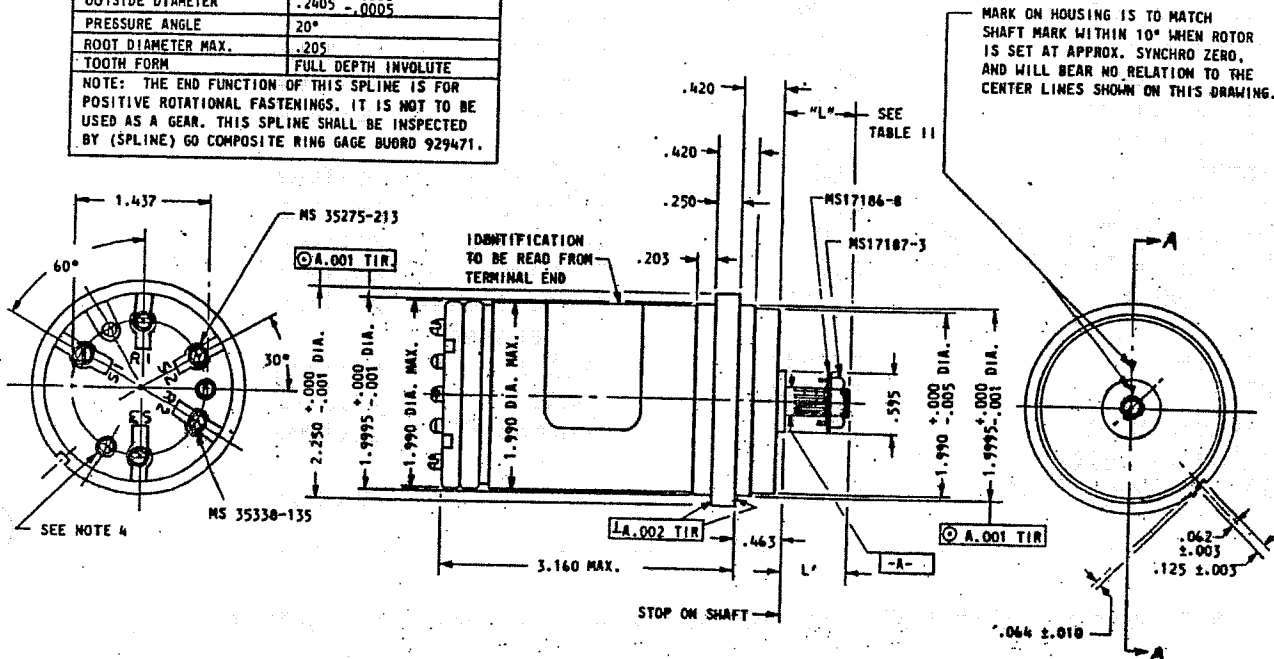 OUTSIDE DIAMETER .2405 -.0005
PRESSURE ANGLE 20°
ROOT DIAMETER MAX. .205
TOOTH FORM FULL DEPTH INVOLUTE
NOTE: THE END FUNCTION OF THIS SPLINE IS FOR
POSITIVE ROTATIONAL FASTENINGS. IT IS NOT TO BE
USED AS A GEAR. THIS SPLINE SHALL BE INSPECTED
BY (SPLINE) GO COMPOSITE RING GAGE BUORD 929471.
MARK ON HOUSING IS TO MATCH
SHAFT MARK WITHIN 10° WHEN ROTOR
IS SET AT APPROX. SYNCHRO ZERO,
AND WILL BEAR NO RELATION TO THE
CENTER LINES SHOWN ON THIS DRAWING.
.420
"L" SEE
TABLE II
.420
.250
MS17186-8
MS17187-3
1.437
MS 35275-213
60°
30°
R1
S2
R2
S3
S1
MS 35338-135
SEE NOTE 4
IDENTIFICATION
TO BE READ FROM
TERMINAL END
.203
◎ A.001 TIR
2.250 +.000 -.001 DIA.
1.9995 +.000 -.001 DIA.
1.990 DIA. MAX.
1.990 DIA. MAX.
.595
1.990 +.000 -.005 DIA.
1.9995 +.000 -.001 DIA.
⊥ A.002 TIR
.463
◎ A.001 TIR
3.160 MAX.
L'
-A-
STOP ON SHAFT
A
.062
±.003
.125 ±.003
.064 ±.010
A